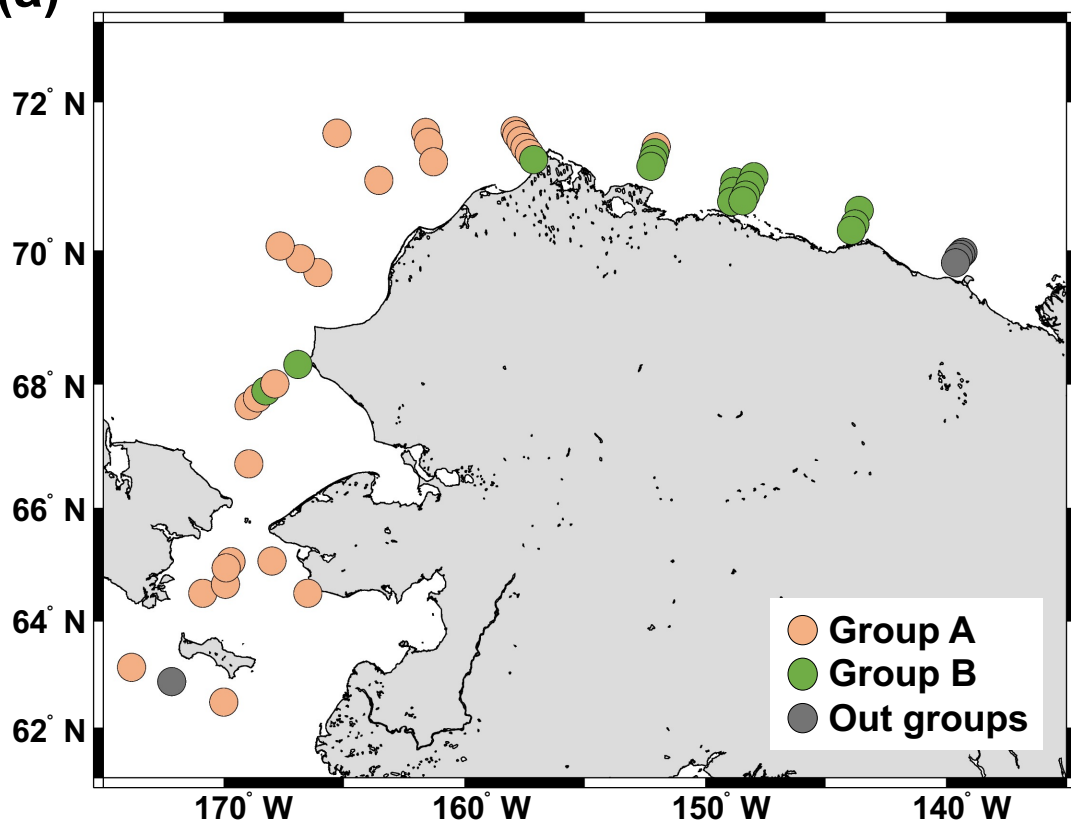 (a)
72° N
70° N
68° N
66° N
64° N
62° N
170° W
160° W
150° W
140° W
Group A
Group B
Out groups